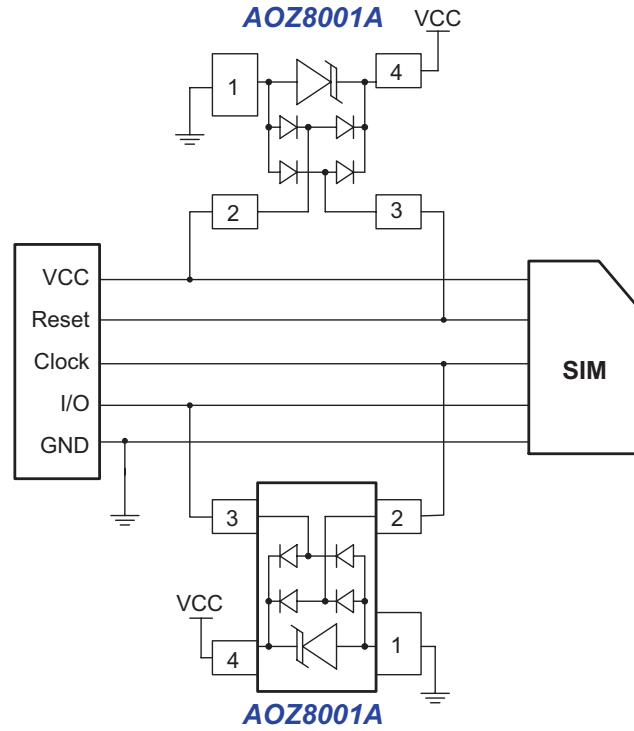 AOZ8001A
VCC
1
4
2
3
VCC
Reset
Clock
I/O
GND
SIM
3
2
VCC
4
1
AOZ8001A